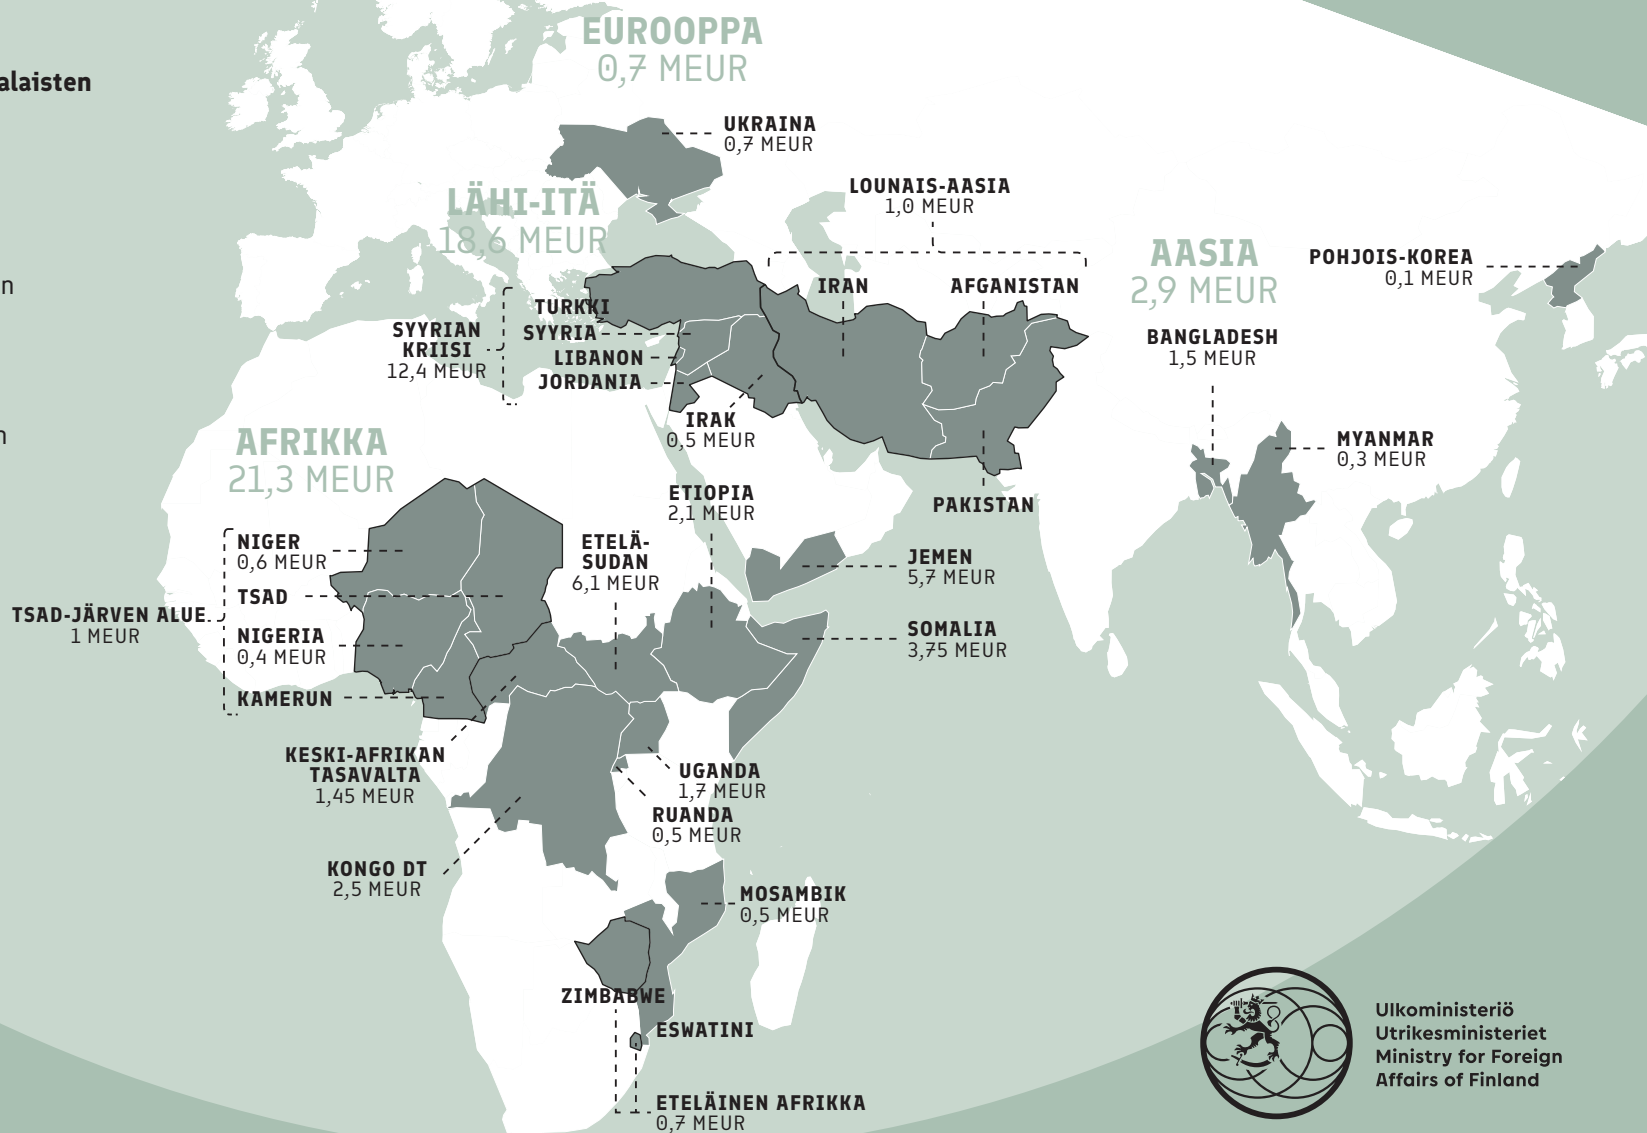 alaisten
n
n
EUROOPPA
0,7 MEUR
UKRAINA
0,7 MEUR
LÄHI-ITÄ
18,6 MEUR
LOUNAIS-AASIA
1,0 MEUR
IRAN
AFGANISTAN
PAKISTAN
AASIA
2,9 MEUR
POHJOIS-KOREA
0,1 MEUR
BANGLADESH
1,5 MEUR
MYANMAR
0,3 MEUR
SYYRIAN
KRIISI
12,4 MEUR
TURKKI
SYYRIA
LIBANON
JORDANIA
IRAK
0,5 MEUR
AFRIKKA
21,3 MEUR
ETIOPIA
2,1 MEUR
ETELÄ-
SUDAN
6,1 MEUR
JEMEN
5,7 MEUR
SOMALIA
3,75 MEUR
TSAD-JÄRVEN ALUE
1 MEUR
NIGER
0,6 MEUR
TSAD
NIGERIA
0,4 MEUR
KAMERUN
KESKI-AFRIKAN
TASAVALTA
1,45 MEUR
UGANDA
1,7 MEUR
RUANDA
0,5 MEUR
KONGO DT
2,5 MEUR
MOSAMBIK
0,5 MEUR
ZIMBABWE
ESWATINI
ETELÄINEN AFRIKKA
0,7 MEUR
Ulkoministeriö
Utrikesministeriet
Ministry for Foreign
Affairs of Finland